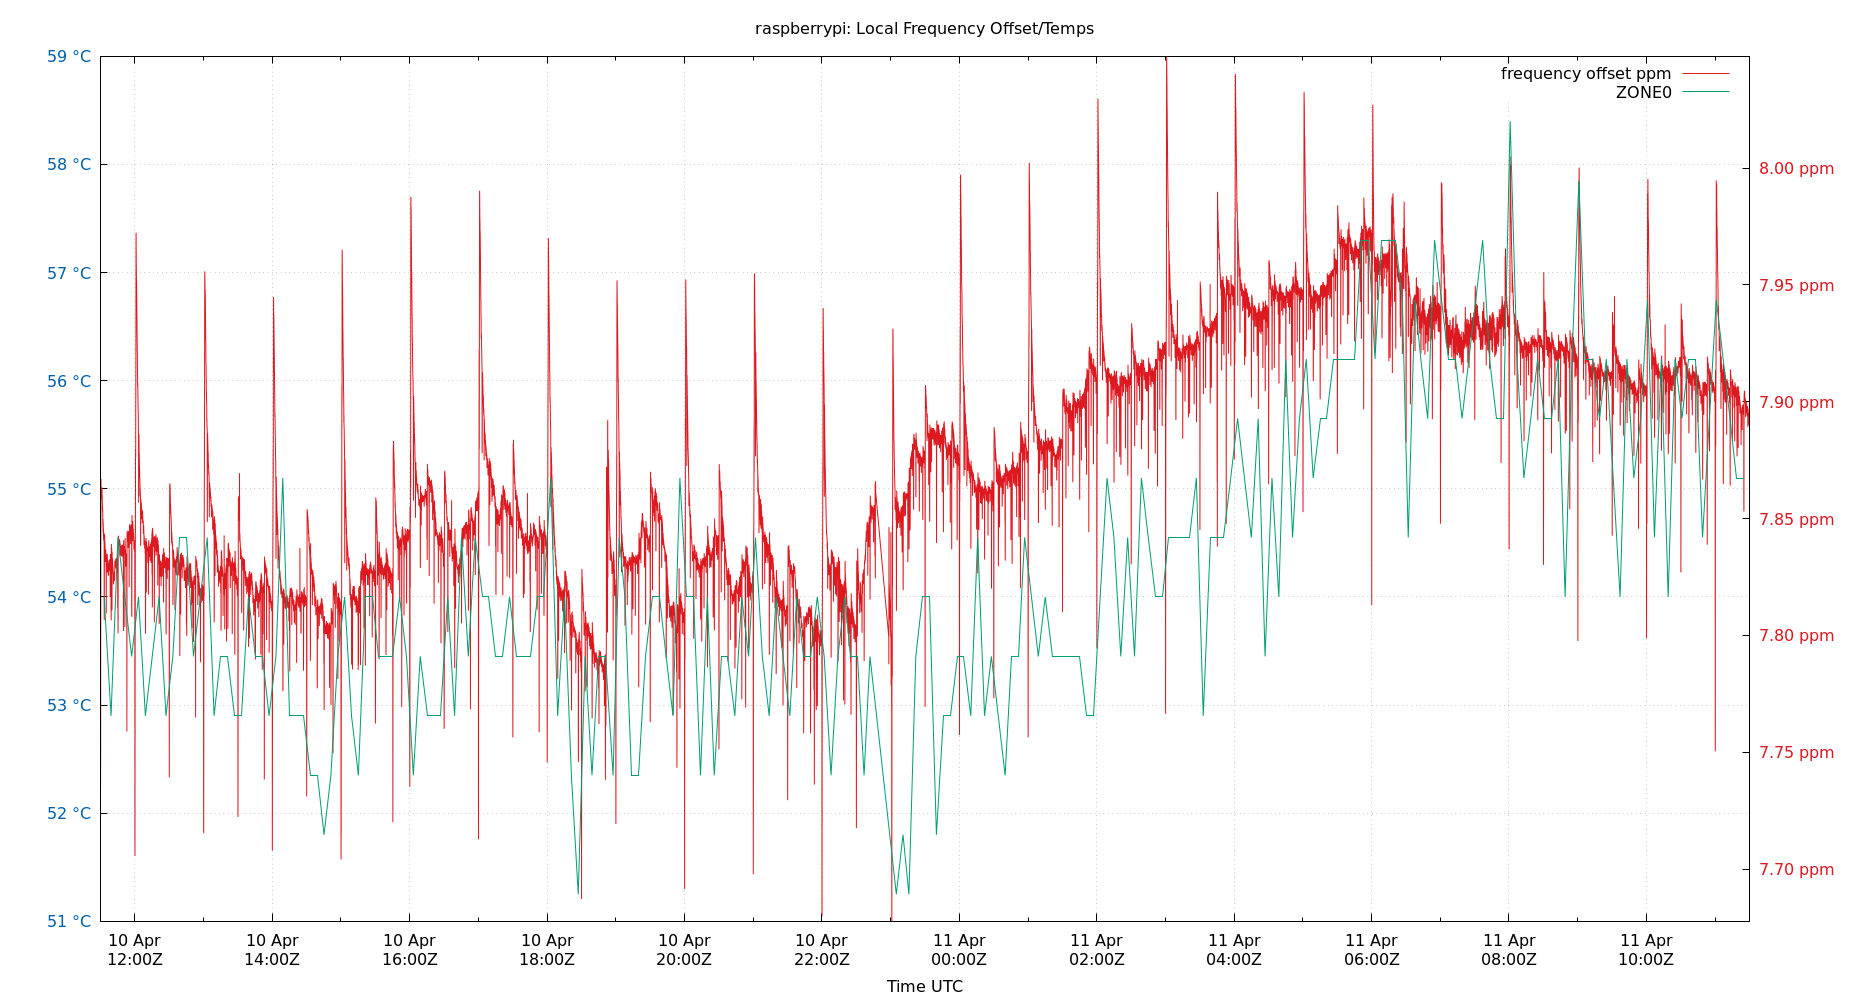 raspberrypi: Local Frequency Offset/Temps
59 °C
58 °C
57 °C
56 °C
55 °C
54 °C
53 °C
52 °C
51 °C
frequency offset ppm
ZONE0
8.00 ppm
7.95 ppm
7.90 ppm
7.85 ppm
7.80 ppm
7.75 ppm
7.70 ppm
10 Apr 10 Apr 10 Apr 10 Apr 10 Apr 10 Apr 11 Apr 11 Apr 11 Apr 11 Apr 11 Apr 11 Apr
12:00Z 14:00Z 16:00Z 18:00Z 20:00Z 22:00Z 00:00Z 02:00Z 04:00Z 06:00Z 08:00Z 10:00Z
Time UTC